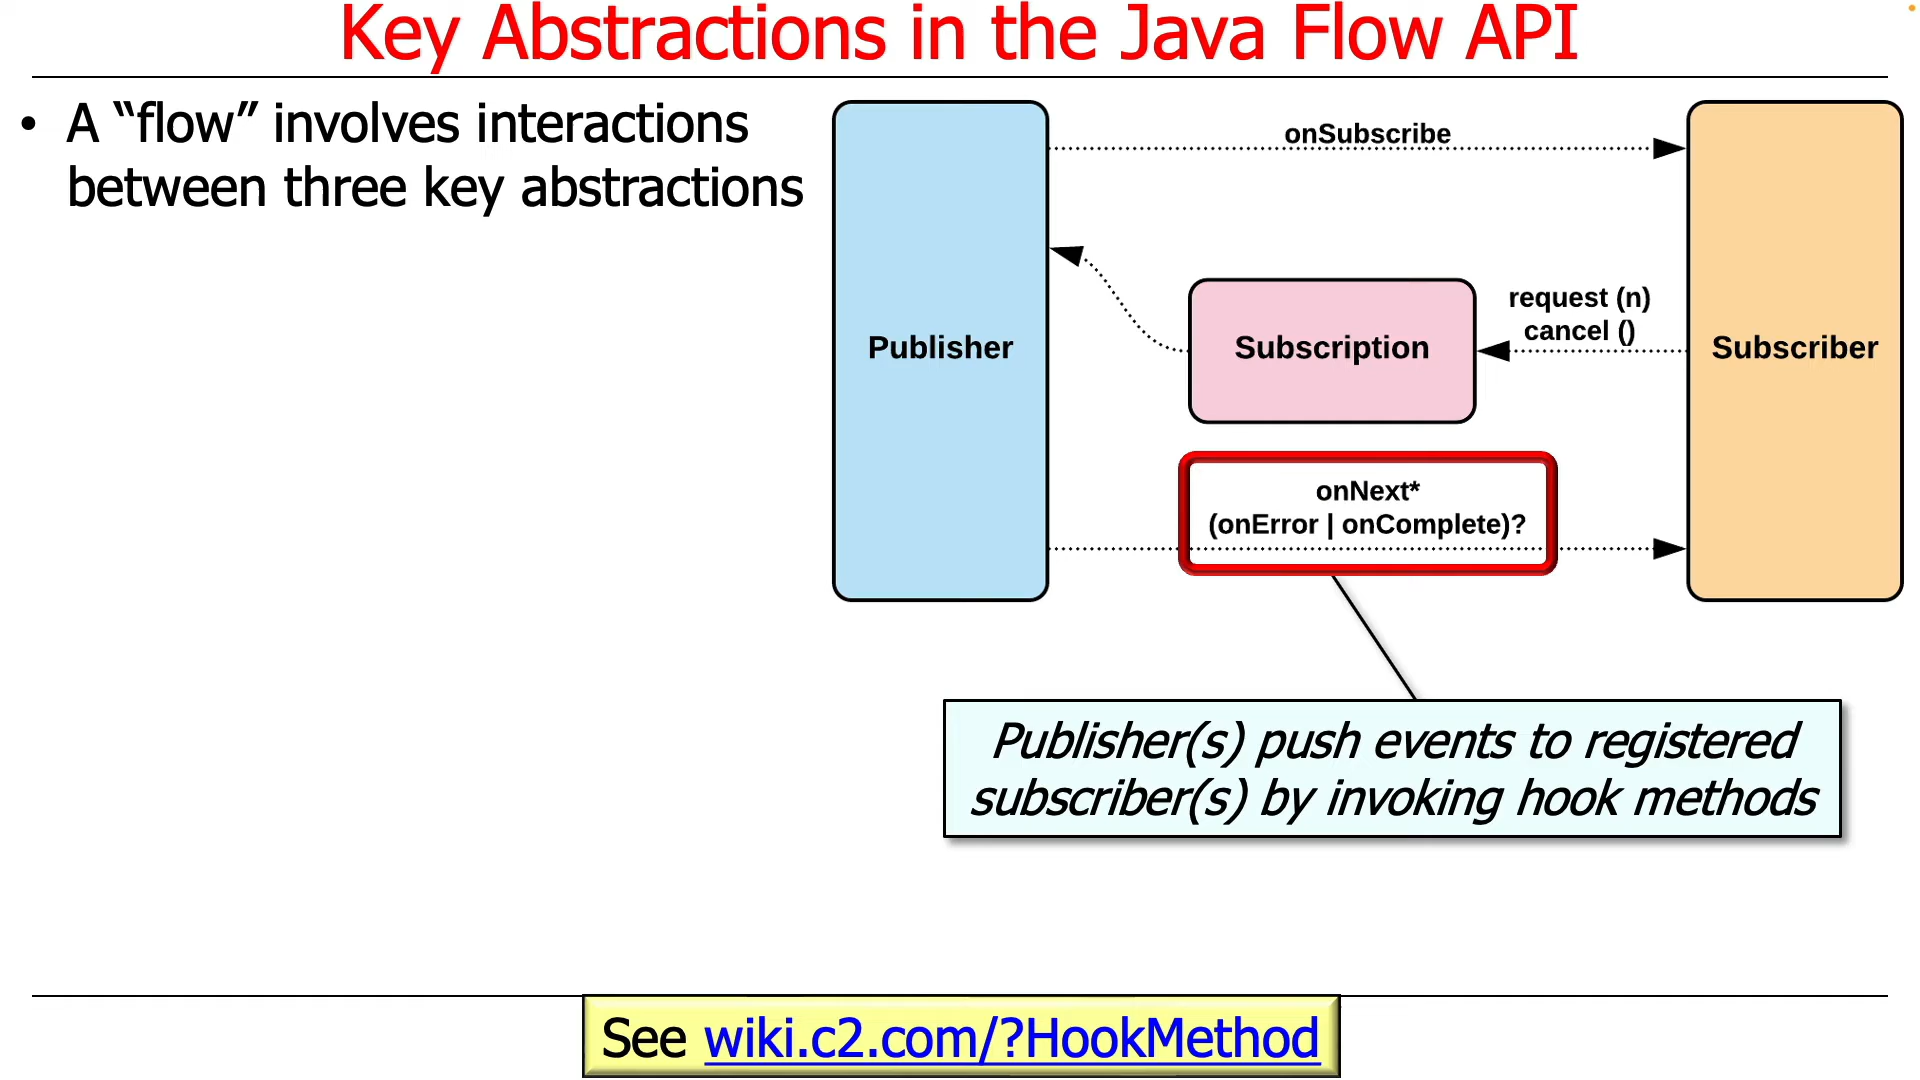 Key Abstractions in the Java Flow API
• A “flow” involves interactions
between three key abstractions
onSubscribe
request (n)
cancel ()
Publisher
Subscription
Subscriber
onNext*
(onError | onComplete)?
Publisher(s) push events to registered
subscriber(s) by invoking hook methods
See wiki.c2.com/?HookMethod